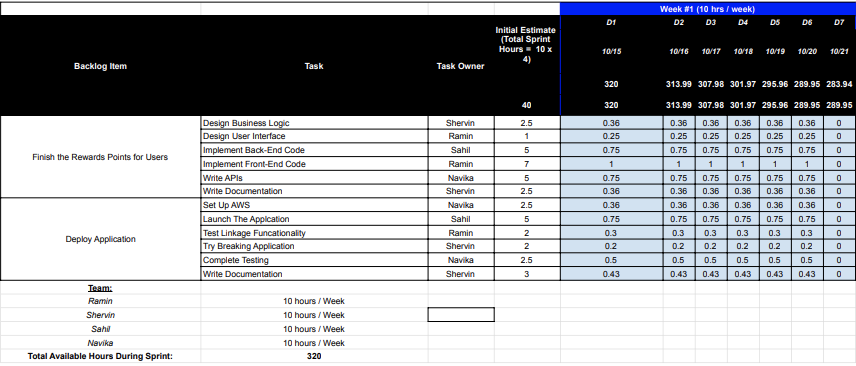 Week #1 (10 hrs / week)
Backlog Item Task Task Owner Initial Estimate (Total Sprint Hours = 10 x 4) D1 D2 D3 D4 D5 D6 D7
10/15 10/16 10/17 10/18 10/19 10/20 10/21
320 313.99 307.98 301.97 295.96 289.95 283.94
40 320 313.99 307.98 301.97 295.96 289.95 289.95
Finish the Rewards Points for Users
Design Business Logic Shervin 2.5 0.36 0.36 0.36 0.36 0.36 0.36 0
Design User Interface Ramin 1 0.25 0.25 0.25 0.25 0.25 0.25 0
Implement Back-End Code Sahil 5 0.75 0.75 0.75 0.75 0.75 0.75 0
Implement Front-End Code Ramin 7 1 1 1 1 1 1 0
Write APIs Navika 5 0.75 0.75 0.75 0.75 0.75 0.75 0
Write Documentation Shervin 2.5 0.36 0.36 0.36 0.36 0.36 0.36 0
Deploy Application
Set Up AWS Navika 2.5 0.36 0.36 0.36 0.36 0.36 0.36 0
Launch The Applcation Sahil 5 0.75 0.75 0.75 0.75 0.75 0.75 0
Test Linkage Funcationality Ramin 2 0.3 0.3 0.3 0.3 0.3 0.3 0
Try Breaking Application Shervin 2 0.2 0.2 0.2 0.2 0.2 0.2 0
Complete Testing Navika 2.5 0.5 0.5 0.5 0.5 0.5 0.5 0
Write Documentation Shervin 3 0.43 0.43 0.43 0.43 0.43 0.43 0
Team:
Ramin 10 hours / Week
Shervin 10 hours / Week
Sahil 10 hours / Week
Navika 10 hours / Week
Total Available Hours During Sprint: 320